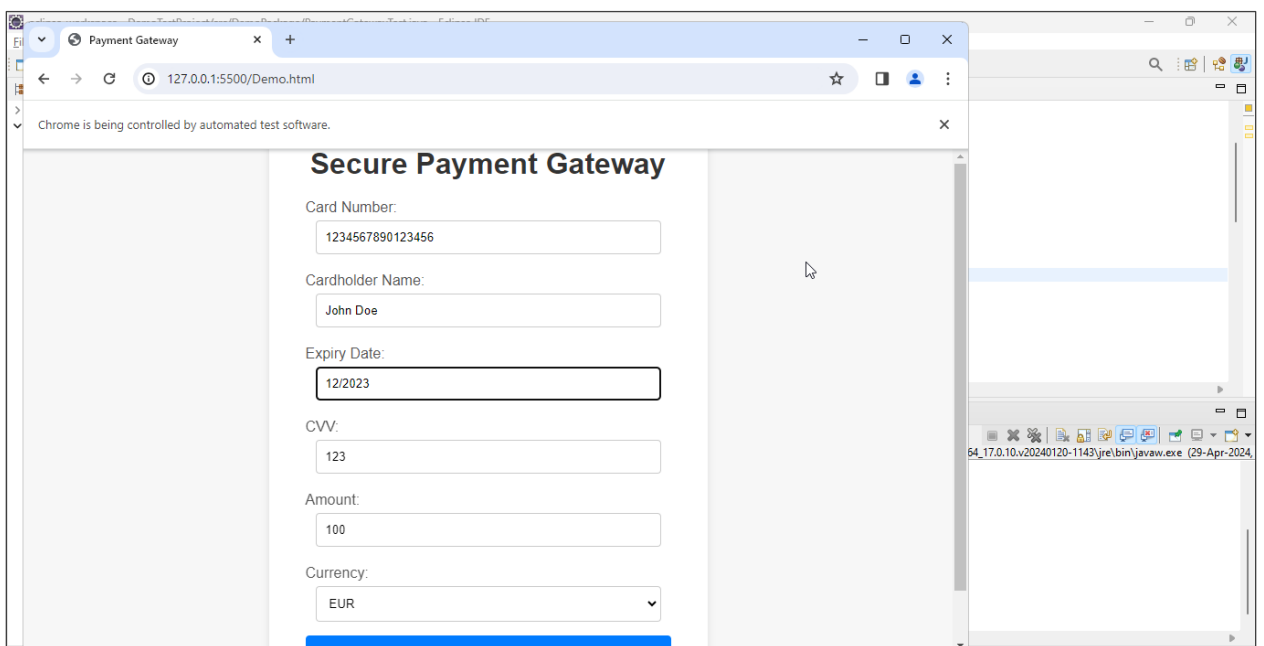 Payment Gateway
127.0.0.1:5500/Demo.html
Chrome is being controlled by automated test software.
Secure Payment Gateway
Card Number:
1234567890123456
Cardholder Name:
John Doe
Expiry Date:
12/2023
CVV:
123
Amount:
100
Currency:
EUR
64_17.0.10.v20240120-1143\jre\bin\javaw.exe (29-Apr-2024,